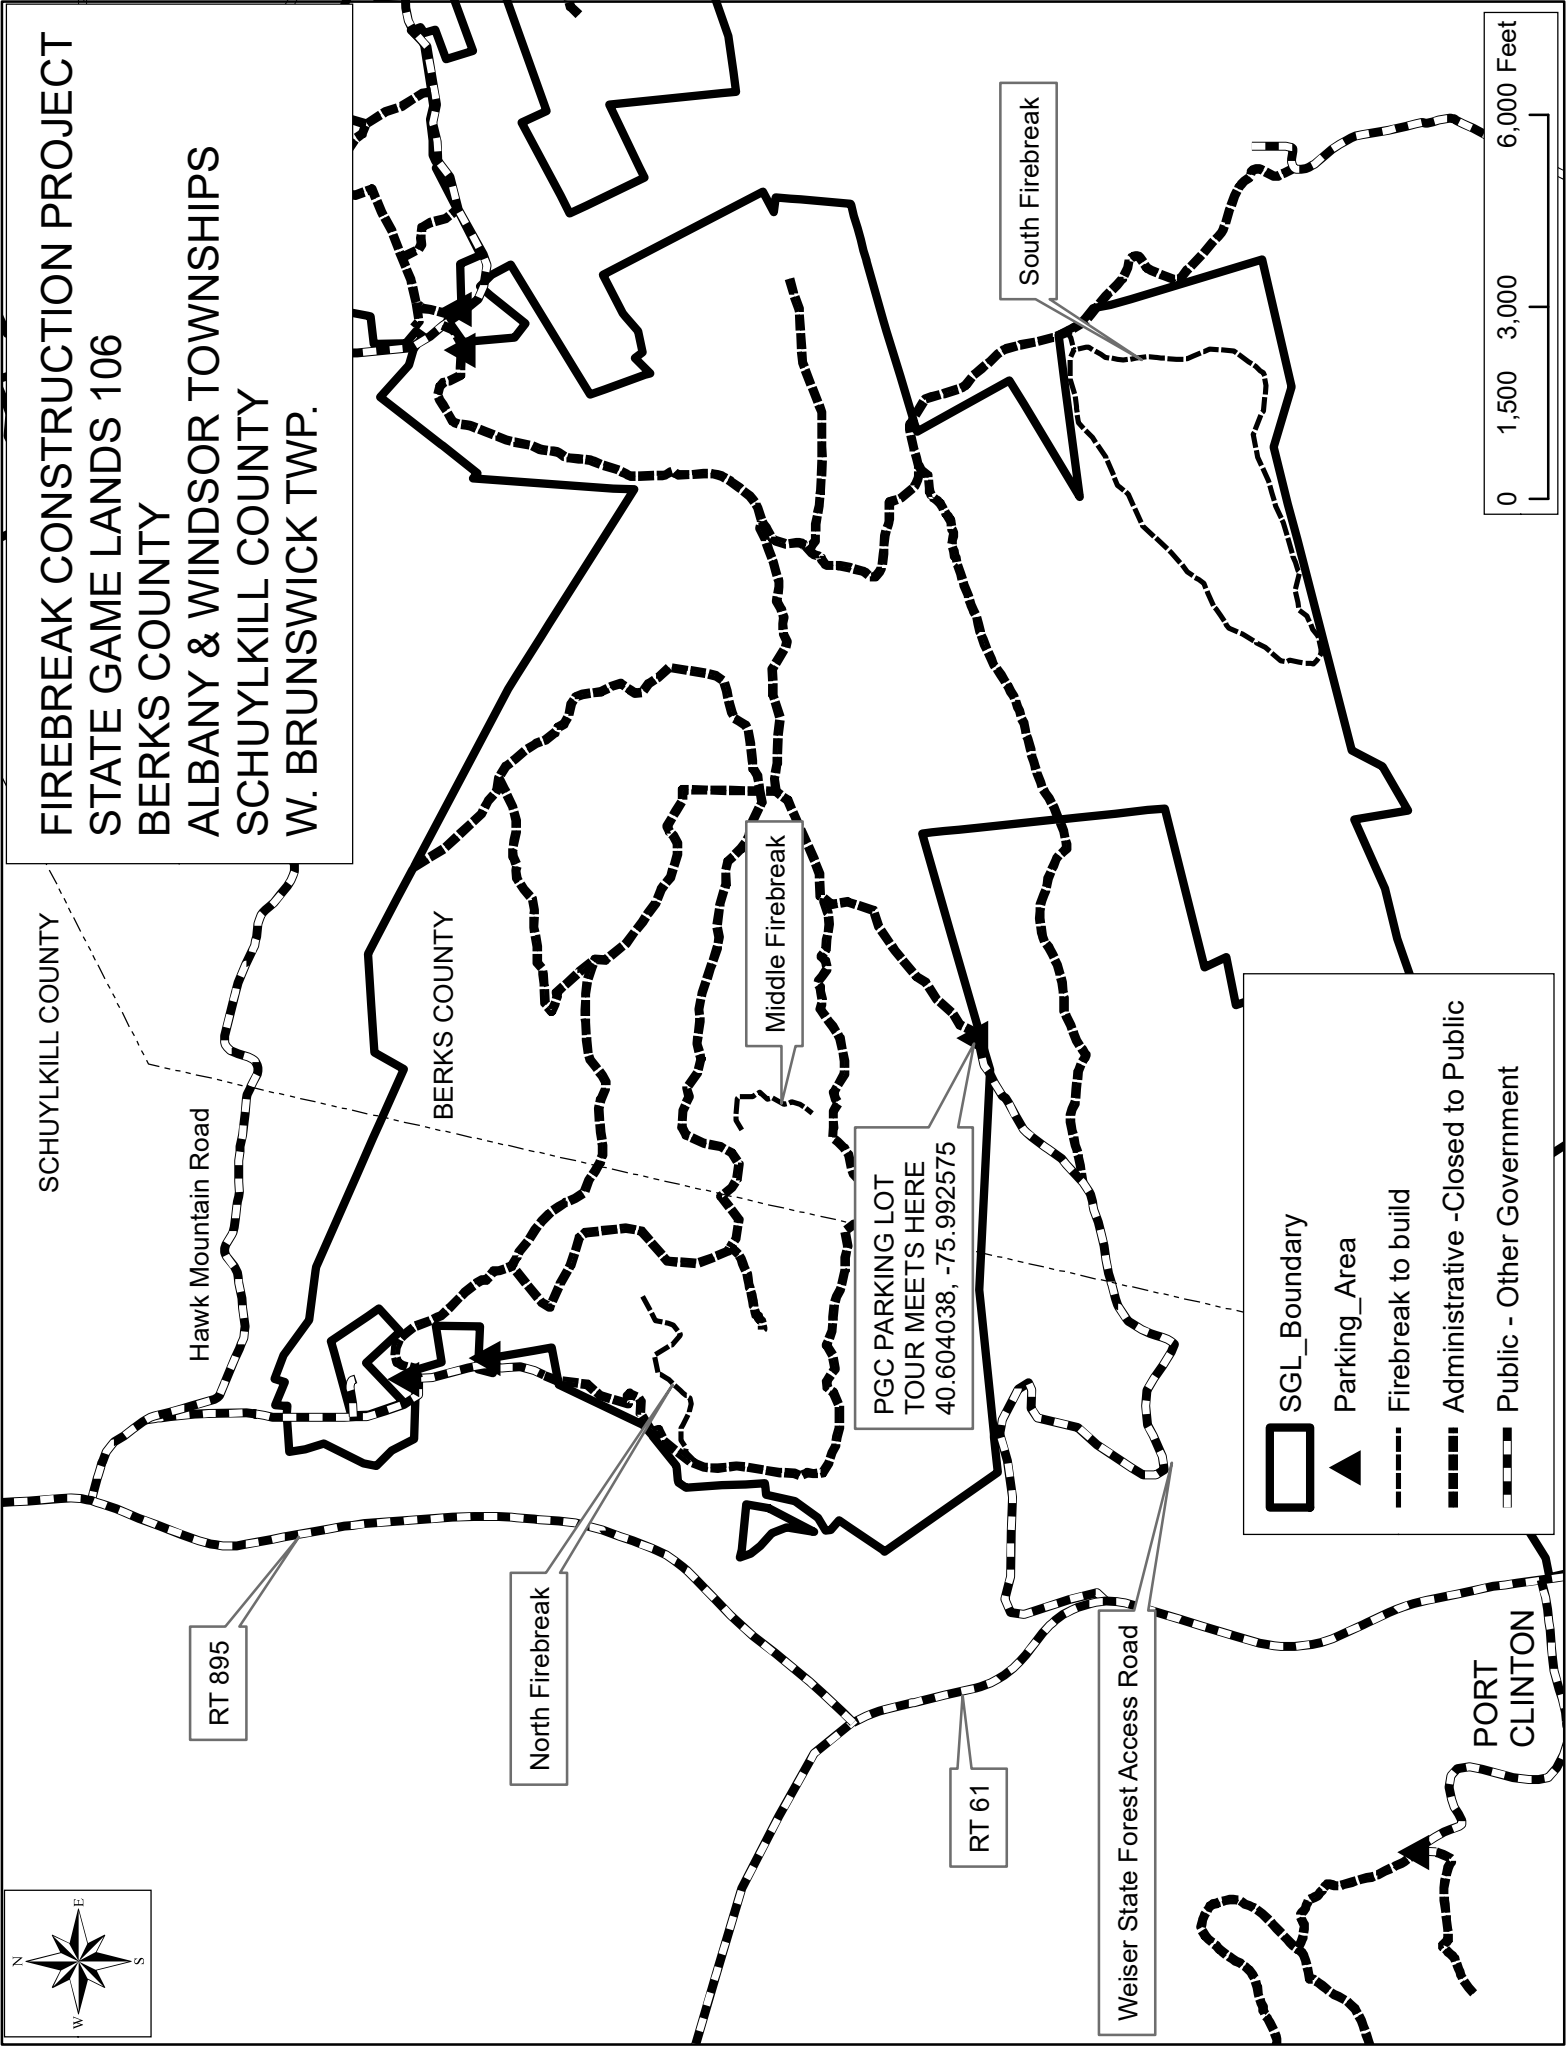 FIREBREAK CONSTRUCTION PROJECT
STATE GAME LANDS 106
BERKS COUNTY
ALBANY & WINDSOR TOWNSHIPS
SCHUYLKILL COUNTY
W. BRUNSWICK TWP.
N
W
E
S
SCHUYLKILL COUNTY
Hawk Mountain Road
RT 895
BERKS COUNTY
North Firebreak
Middle Firebreak
PGC PARKING LOT
TOUR MEETS HERE
40.604038, -75.992575
South Firebreak
RT 61
Weiser State Forest Access Road
PORT
CLINTON
SGL_Boundary
Parking_Area
Firebreak to build
Administrative -Closed to Public
Public - Other Government
0 1,500 3,000 6,000 Feet